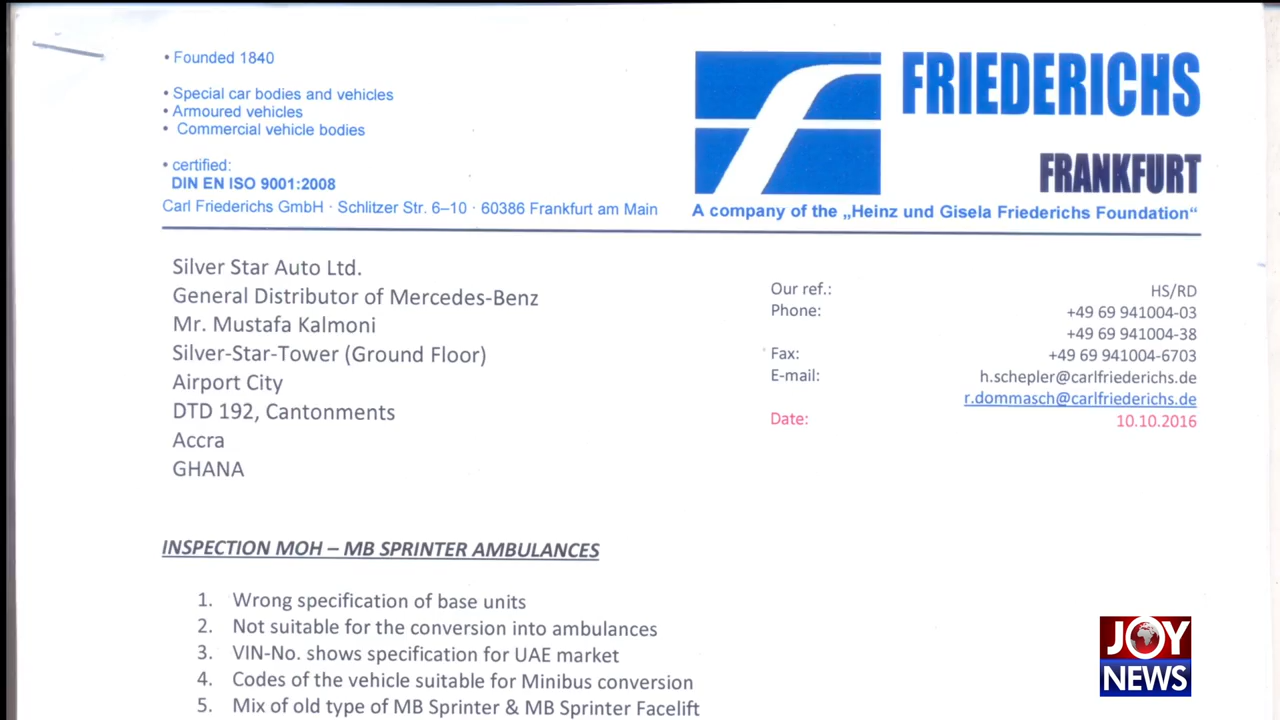 • Founded 1840
• Special car bodies and vehicles
• Armoured vehicles
• Commercial vehicle bodies
• certified:
DIN EN ISO 9001:2008
Carl Friederichs GmbH · Schlitzer Str. 6–10 · 60386 Frankfurt am Main
FRIEDERICHS
FRANKFURT
A company of the „Heinz und Gisela Friederichs Foundation“
Silver Star Auto Ltd.
General Distributor of Mercedes-Benz
Mr. Mustafa Kalmoni
Silver-Star-Tower (Ground Floor)
Airport City
DTD 192, Cantonments
Accra
GHANA
Our ref.: HS/RD
Phone: +49 69 941004-03
+49 69 941004-38
Fax: +49 69 941004-6703
E-mail: h.schepler@carlfriederichs.de
r.dommasch@carlfriederichs.de
Date: 10.10.2016
INSPECTION MOH – MB SPRINTER AMBULANCES
1. Wrong specification of base units
2. Not suitable for the conversion into ambulances
3. VIN-No. shows specification for UAE market
4. Codes of the vehicle suitable for Minibus conversion
5. Mix of old type of MB Sprinter & MB Sprinter Facelift
JOY
NEWS